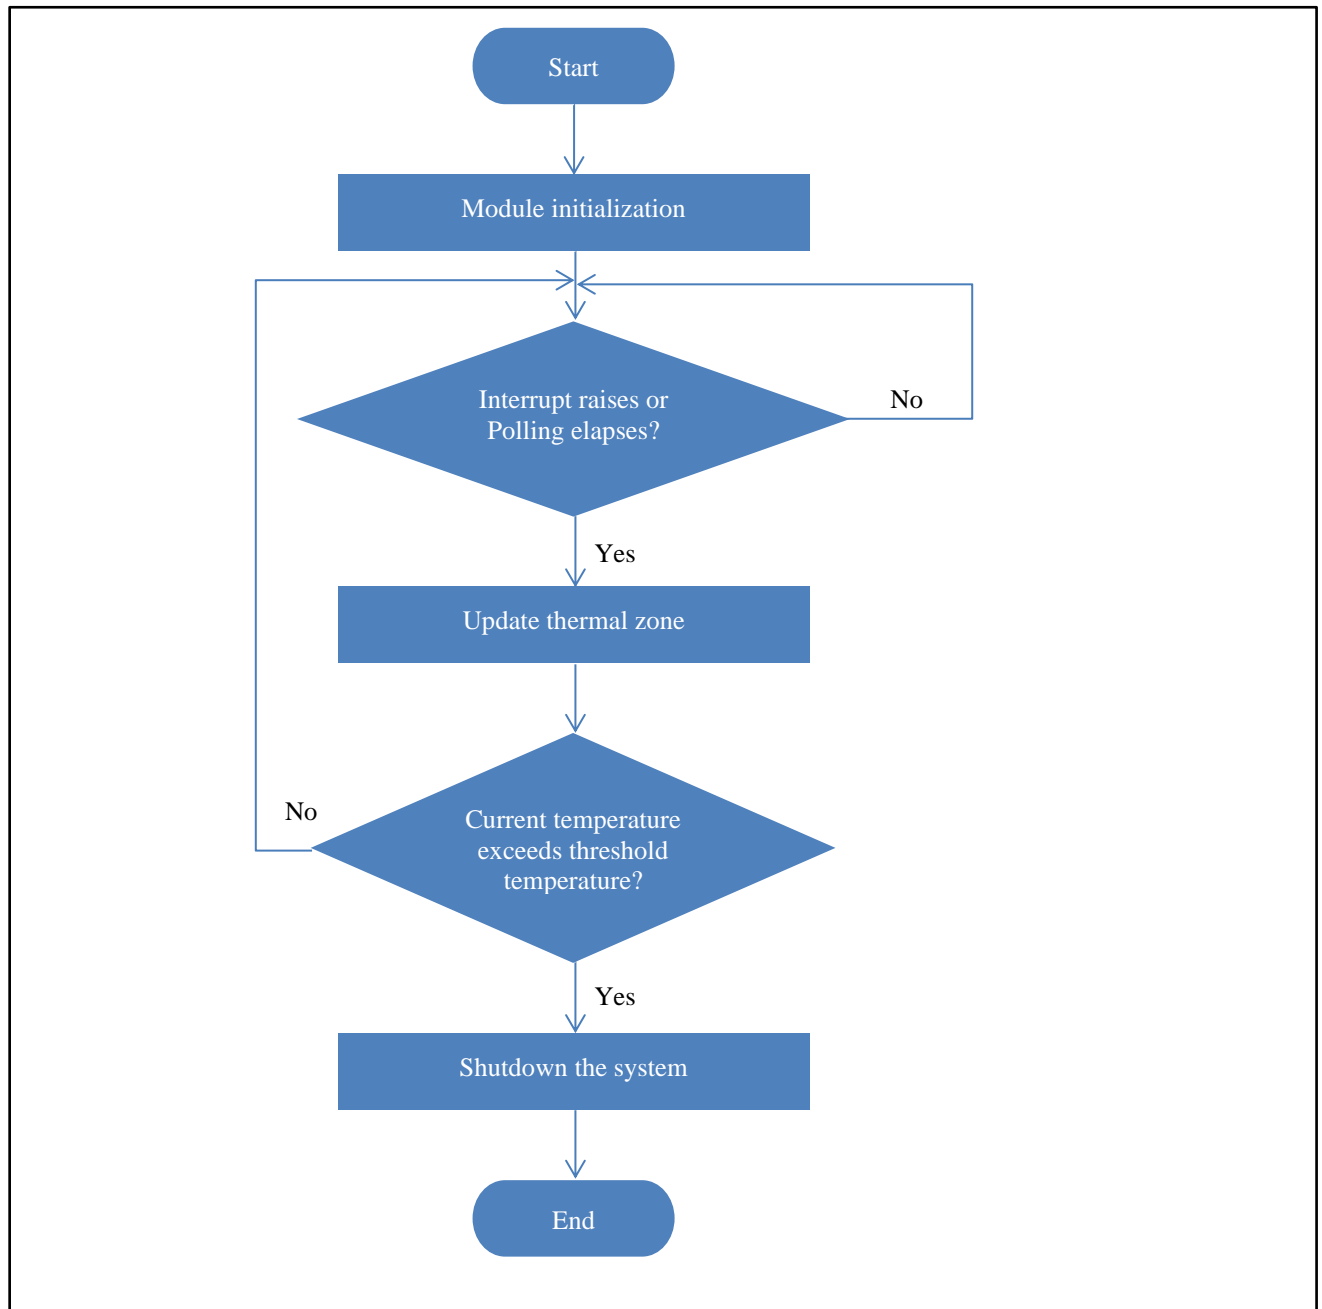 Start
Module initialization
Interrupt raises or
Polling elapses?
No
Yes
Update thermal zone
No
Current temperature
exceeds threshold
temperature?
Yes
Shutdown the system
End